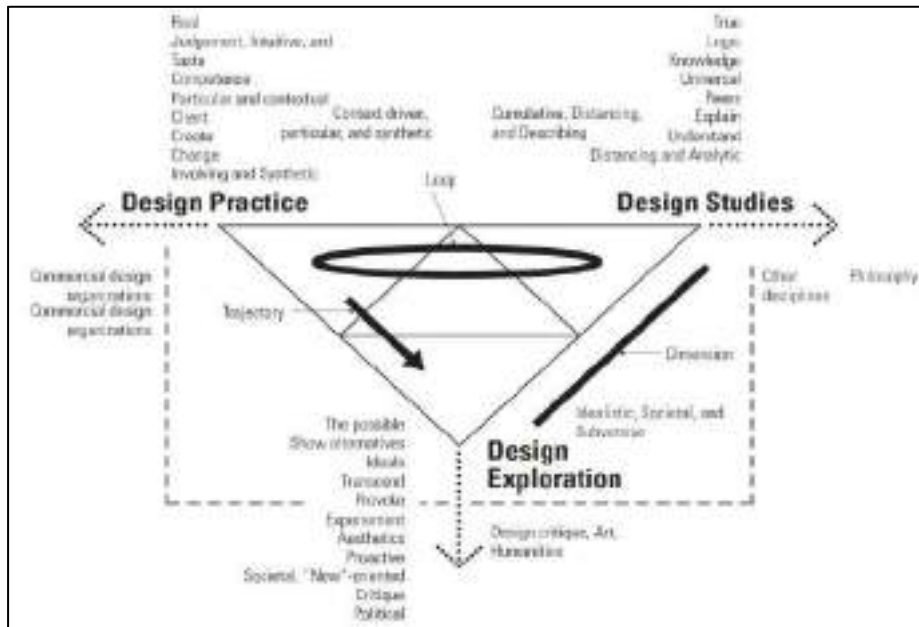 Real
Judgement, Intuitive, and
Taste
Competence
Particular and contextual
Client
Create
Change
Involving and Synthetic
Context driven,
particular, and synthetic
Cumulative, Distancing,
and Describing
True
Logic
Knowledge
Universal
Peers
Explain
Understand
Distancing and Analytic
Loop
Design Practice
Design Studies
Commercial design
organizations
Commercial design
organizations
Trajectory
Other
disciplines
Philosophy
Dimension
Idealistic, Societal, and
Subversive
Design
Exploration
The possible
Show alternatives
Ideals
Transcend
Provoke
Experiment
Aesthetics
Proactive
Societal, "Now"-oriented
Critique
Political
Design critique, Art,
Humanities